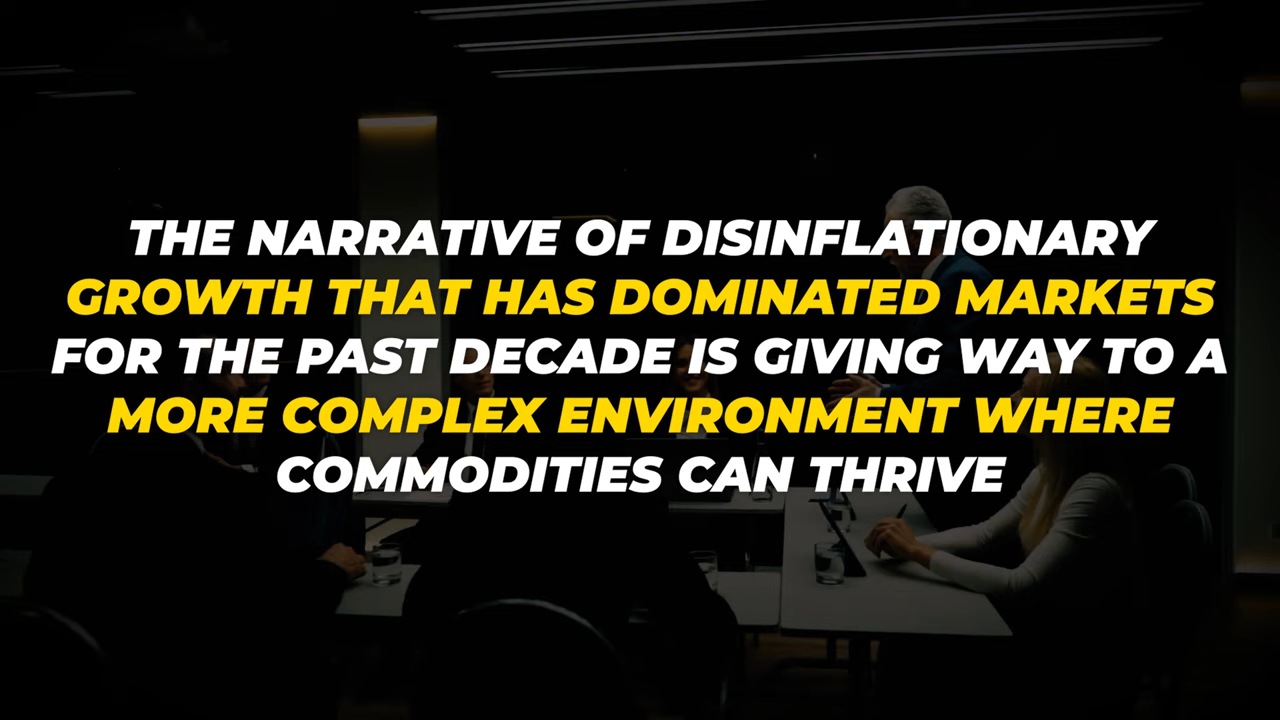 THE NARRATIVE OF DISINFLATIONARY
GROWTH THAT HAS DOMINATED MARKETS
FOR THE PAST DECADE IS GIVING WAY TO A
MORE COMPLEX ENVIRONMENT WHERE
COMMODITIES CAN THRIVE